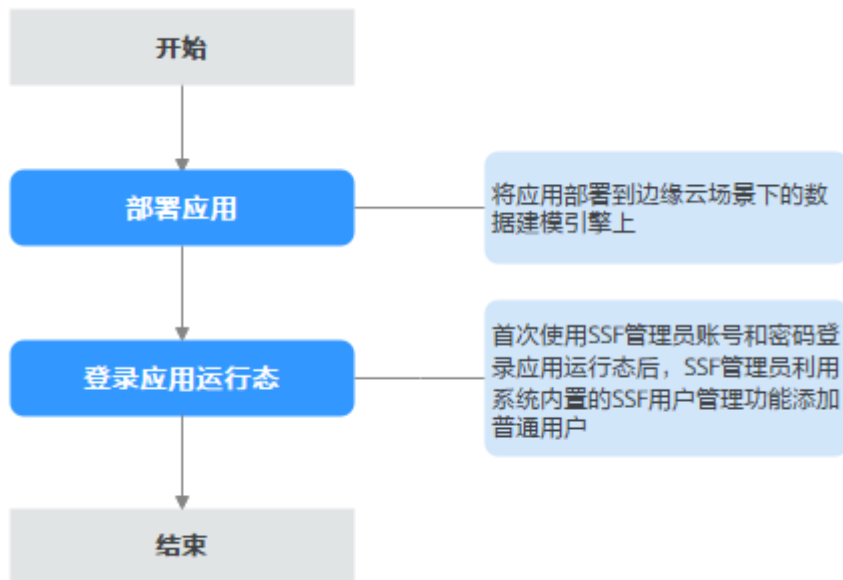 开始
部署应用
将应用部署到边缘云场景下的数
据建模引擎上
登录应用运行态
首次使用SSF管理员账号和密码登
录应用运行态后，SSF管理员利用
系统内置的SSF用户管理功能添加
普通用户
结束